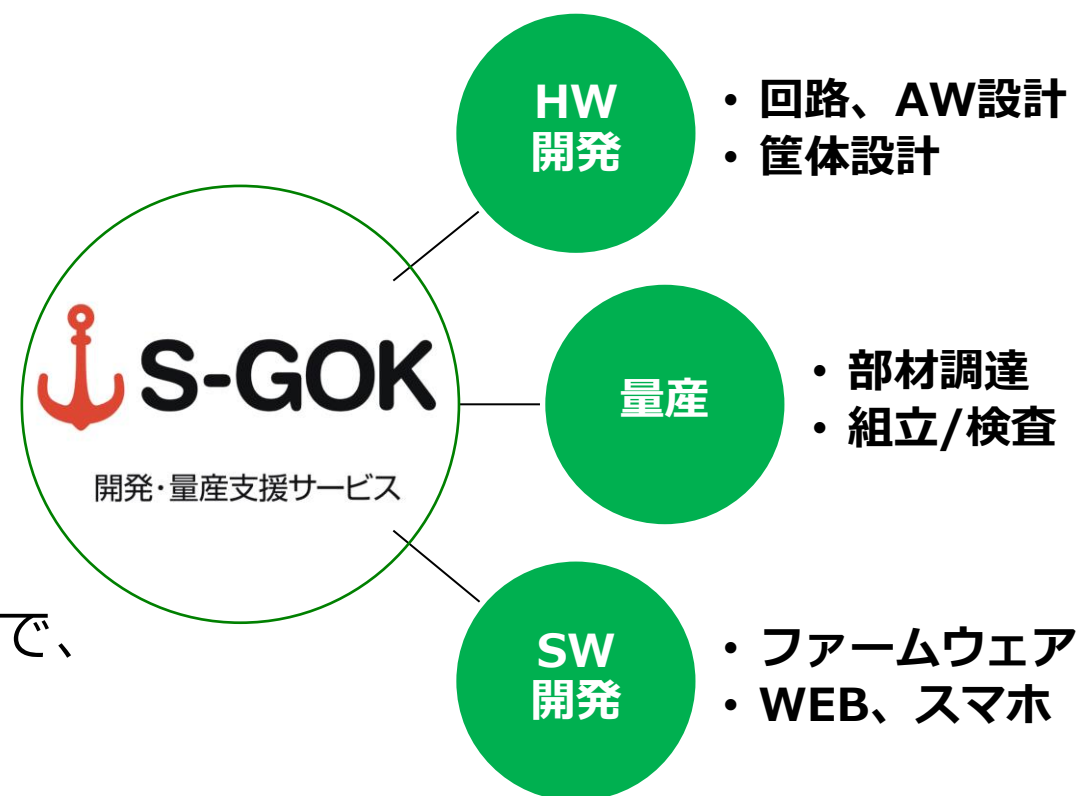 HW
開発
• 回路、AW設計
• 筐体設計
S-GOK
開発・量産支援サービス
量産
• 部材調達
• 組立/検査
で、
SW
開発
• ファームウェア
• WEB、スマホ